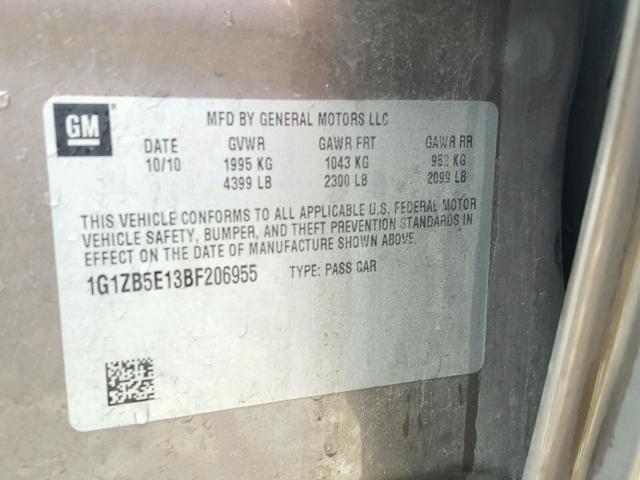 GM
MFD BY GENERAL MOTORS LLC
DATE GVWR GAWR FRT GAWR RR
10/10 1995 KG 1043 KG 952 KG
4399 LB 2300 LB 2099 LB
THIS VEHICLE CONFORMS TO ALL APPLICABLE U.S. FEDERAL MOTOR
VEHICLE SAFETY, BUMPER, AND THEFT PREVENTION STANDARDS IN
EFFECT ON THE DATE OF MANUFACTURE SHOWN ABOVE.
1G1ZB5E13BF206955 TYPE: PASS CAR